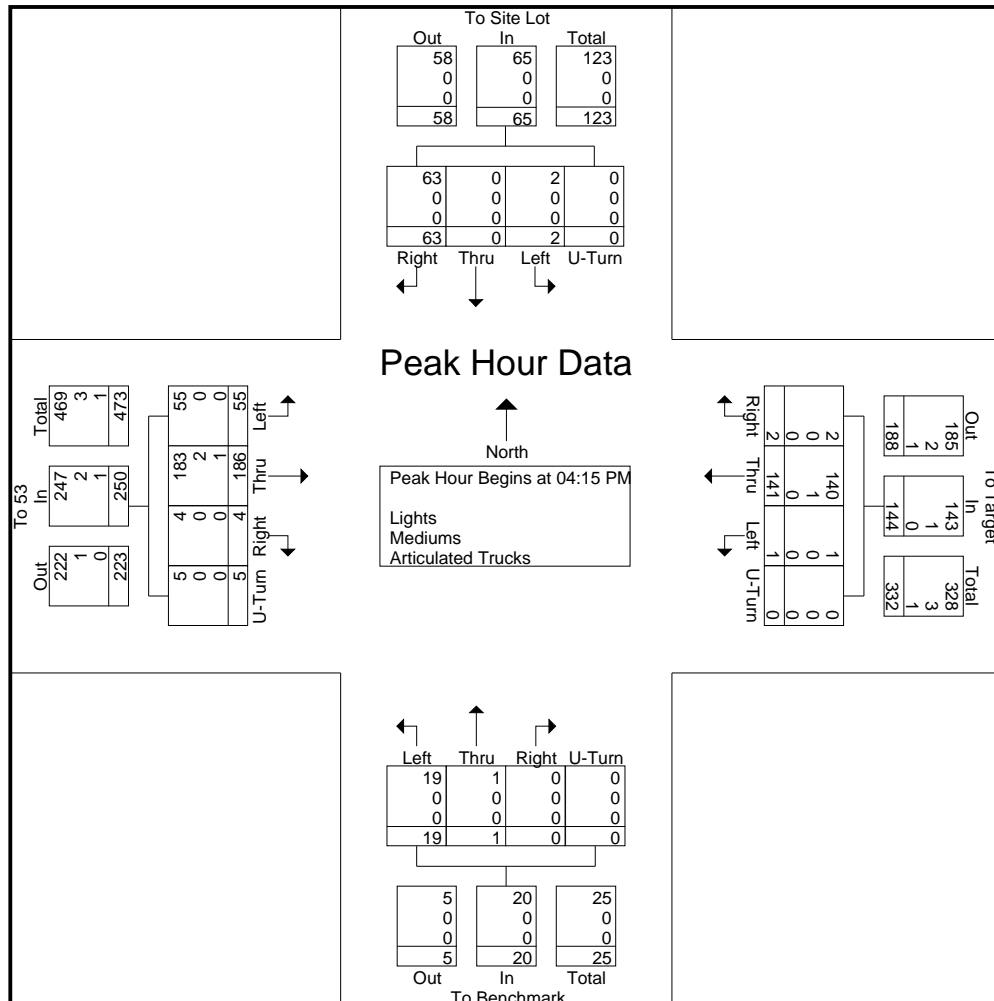 To Site Lot
Out In Total
58 65 123
0 0 0
0 0 0
58 65 123
63 0 2 0
0 0 0 0
0 0 0 0
63 0 2 0
Right Thru Left U-Turn
Peak Hour Data
North
Peak Hour Begins at 04:15 PM
Lights
Mediums
Articulated Trucks
To 53
Out In Total
222 247 469
1 2 3
0 1 1
223 250 473
U-Turn Right Thru Left
5 4 183 55
0 0 2 0
0 0 1 0
5 4 186 55
To Target
Out In Total
185 143 328
2 1 3
1 0 1
188 144 332
2 140 1 0
0 1 0 0
0 0 0 0
2 141 1 0
Right Thru Left U-Turn
Left Thru Right U-Turn
19 1 0 0
0 0 0 0
0 0 0 0
19 1 0 0
5 20 25
0 0 0
0 0 0
5 20 25
Out In Total
To Benchmark